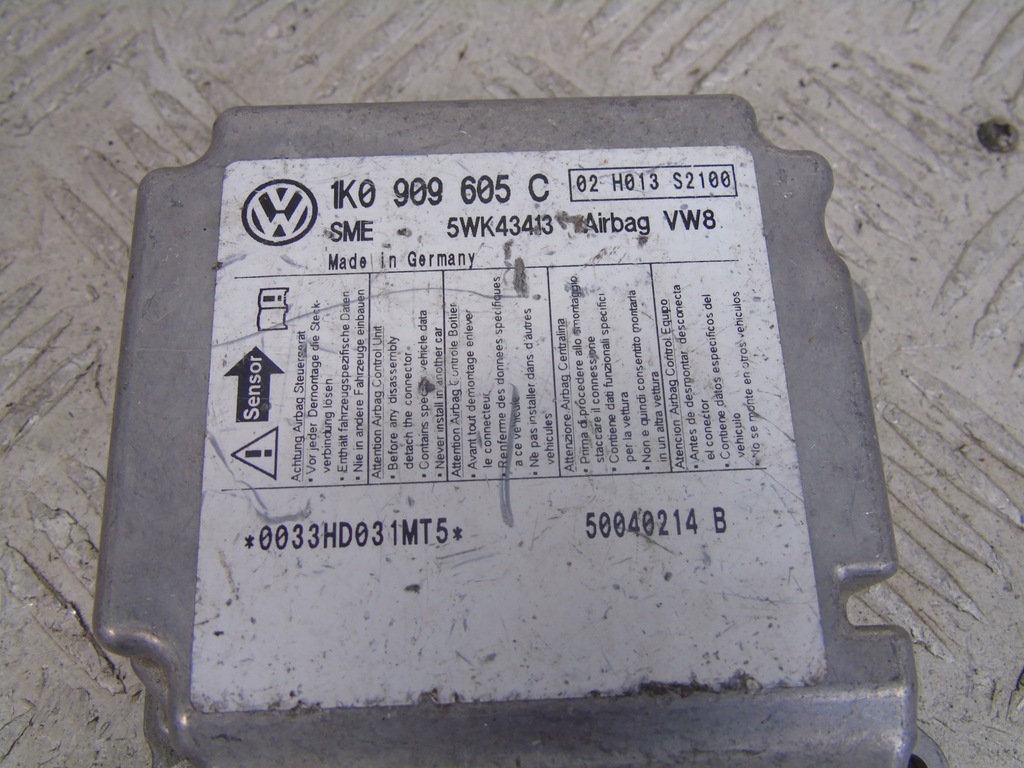 1K0 909 605 C
02 H013 S2100
SME 5WK43413 Airbag VW8
Made in Germany
Sensor
Achtung Airbag Steuergerät
• Vor jeder Demontage die Steck-
verbindung lösen
• Enthält fahrzeugspezifische Daten
• Nie in andere Fahrzeuge einbauen
Attention Airbag Control Unit
• Before any disassembly
detach the connector
• Contains specific vehicle data
• Never install in another car
Attention Airbag Controle Boitier
• Avant tout demontage enlever
le connecteur
• Renferme des donnees specifiques
a ce vehicule
• Ne pas installer dans d'autres
vehicules
Attenzione Airbag Centralina
• Prima di procedere allo smontaggio
staccare il connessione
• Contiene dati funzionali specifici
per la vettura
• Non e quindi consentito montarla
in un altra vettura
Atencion Airbag Control Equipo
• Antes de desmontar, desconecta
el conector
• Contiene datos especificos del
vehiculo
• No se monte en otros vehiculos
*0033HD031MT5* 50040214 B